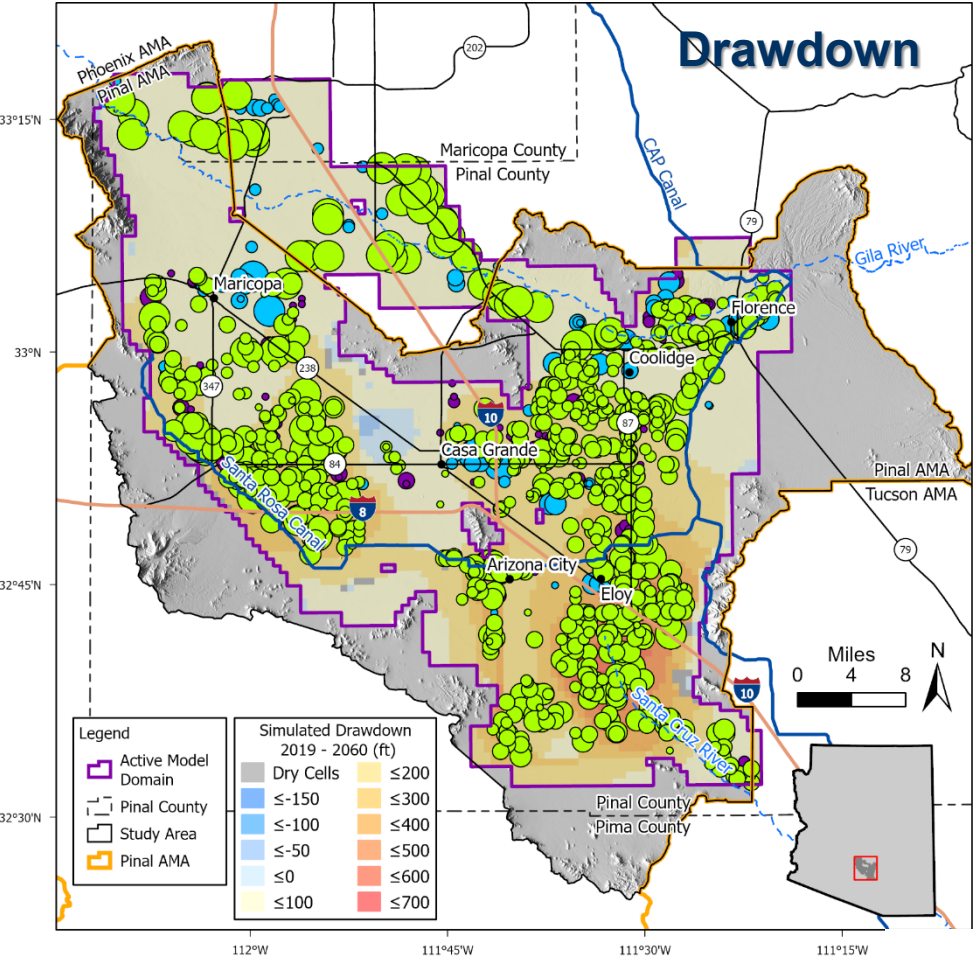 Drawdown
202
Phoenix AMA
Pinal AMA
33°15'N
Maricopa County
Pinal County
CAP Canal
79
Gila River
Maricopa
Florence
33°N
Coolidge
238
347
10
87
Casa Grande
84
Pinal AMA
Tucson AMA
Santa Rosa Canal
8
79
Arizona City
32°45'N
Eloy
Miles
0 4 8
N
10
Santa Cruz River
Legend
Active Model
Domain
Pinal County
Study Area
Pinal AMA
Simulated Drawdown
2019 - 2060 (ft)
Dry Cells
≤-150
≤-100
≤-50
≤0
≤100
≤200
≤300
≤400
≤500
≤600
≤700
Pinal County
Pima County
32°30'N
112°W
111°45'W
111°30'W
111°15'W